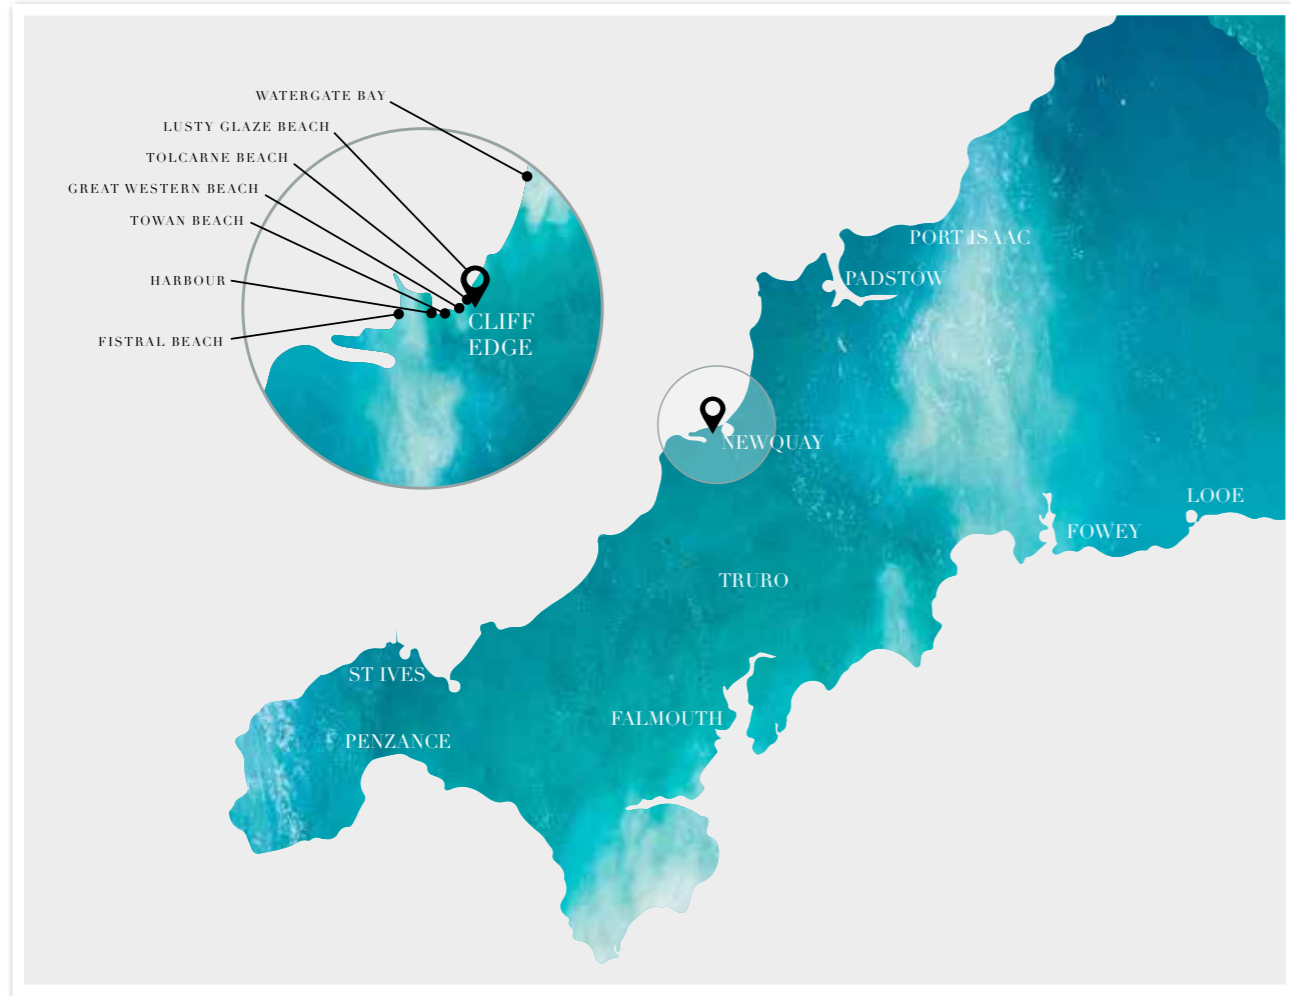 WATERGATE BAY
LUSTY GLAZE BEACH
TOLCARNE BEACH
GREAT WESTERN BEACH
TOWAN BEACH
HARBOUR
FISTRAL BEACH
CLIFF
EDGE
PORT ISAAC
PADSTOW
NEWQUAY
LOOE
FOWEY
TRURO
ST IVES
FALMOUTH
PENZANCE